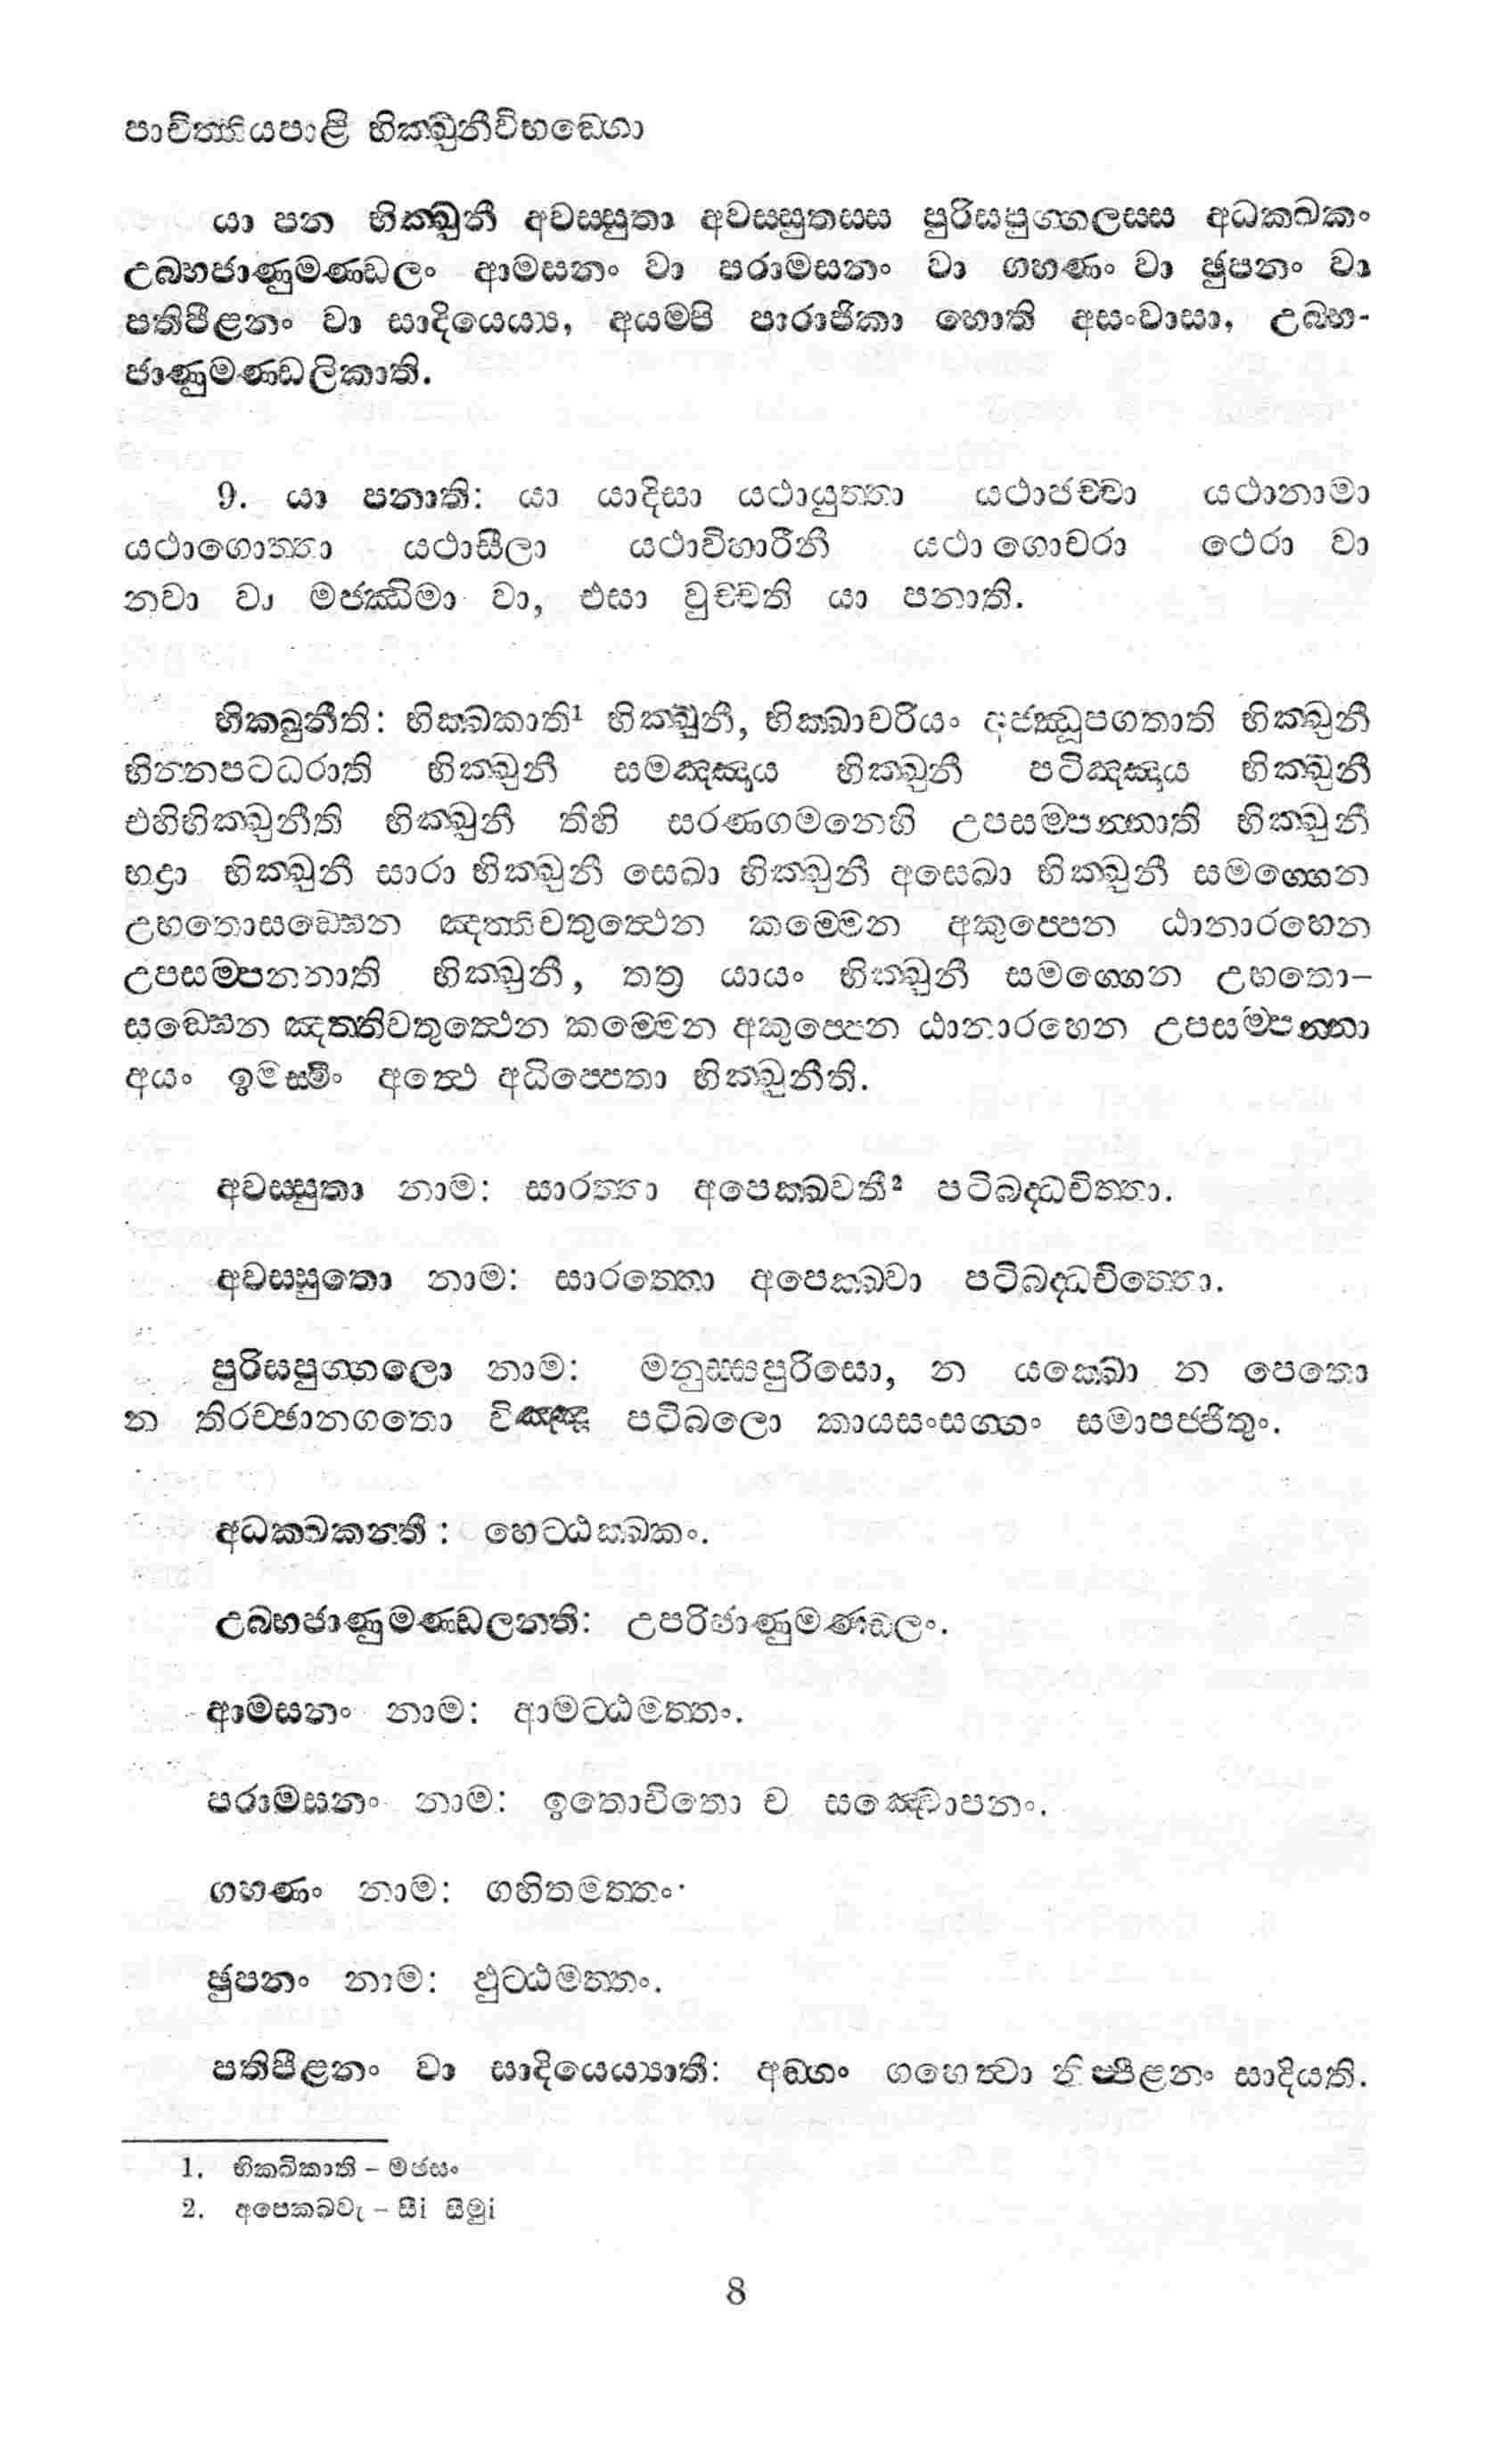 පාචිත්තියපාළි භික්ඛුනීවිභඞ්ගො
යා පන භික්ඛුනී අවස්සුතා අවස්සුතස්ස පුරිසපුග්ගලස්ස අධක්ඛකං
උබ්භජාණුමණ්ඩලං ආමසනං වා පරාමසනං වා ගහණං වා ඡුපනං වා
පතිපීළනං වා සාදියෙය්‍ය, අයම්පි පාරාජිකා හොති අසංවාසා, උබ්භ-
ජාණුමණ්ඩලිකාති.
9. යා පනාති: යා යාදිසා යථායුත්තා යථාජච්චා යථානාමා
යථාගොත්තා යථාසීලා යථාවිහාරිනී යථා ගොචරා ථෙරා වා
නවා වා මජ්ඣිමා වා, එසා වුච්චති යා පනාති.
භික්ඛුනීති: භික්ඛකාති¹ භික්ඛුනී, භික්ඛාචරියං අජ්ඣූපගතාති භික්ඛුනී
භින්නපටධරාති භික්ඛුනී සමඤ්ඤාය භික්ඛුනී පටිඤ්ඤාය භික්ඛුනී
එහිභික්ඛුනීති භික්ඛුනී තීහි සරණගමනෙහි උපසම්පන්නාති භික්ඛුනී
භද්‍රා භික්ඛුනී සාරා භික්ඛුනී සෙඛා භික්ඛුනී අසෙඛා භික්ඛුනී සමග්ගෙන
උභතොසඞ්ඝෙන ඤත්තිචතුත්ථෙන කම්මෙන අකුප්පෙන ඨානාරහෙන
උපසම්පන්නාති භික්ඛුනී, තත්‍ර යායං භික්ඛුනී සමග්ගෙන උභතො-
සඞ්ඝෙන ඤත්තිචතුත්ථෙන කම්මෙන අකුප්පෙන ඨානාරහෙන උපසම්පන්නා
අයං ඉමස්මිං අත්ථෙ අධිප්පෙතා භික්ඛුනීති.
අවස්සුතා නාම: සාරත්තා අපෙක්ඛවතී² පටිබද්ධචිත්තා.
අවස්සුතො නාම: සාරත්තො අපෙක්ඛවා පටිබද්ධචිත්තො.
පුරිසපුග්ගලො නාම: මනුස්සපුරිසො, න යක්ඛො න පෙතො
න තිරච්ඡානගතො විඤ්ඤූ පටිබලො කායසංසග්ගං සමාපජ්ජිතුං.
අධක්ඛකන්තී : හෙට්ඨක්ඛකං.
උබ්භජාණුමණ්ඩලන්ති: උපරිජාණුමණ්ඩලං.
ආමසනං නාම: ආමට්ඨමත්තං.
පරාමසනං නාම: ඉතොචිතො ච සඤ්චොපනං.
ගහණං නාම: ගහිතමත්තං.
ඡුපනං නාම: ඵුට්ඨමත්තං.
පතිපීළනං වා සාදියෙය්‍යාතී: අඞ්ගං ගහෙත්වා නිප්පීළනං සාදියති.
1. භික්ඛිකාති – මඡසං
2. අපෙක්ඛවැ – සීi සීමුi
8